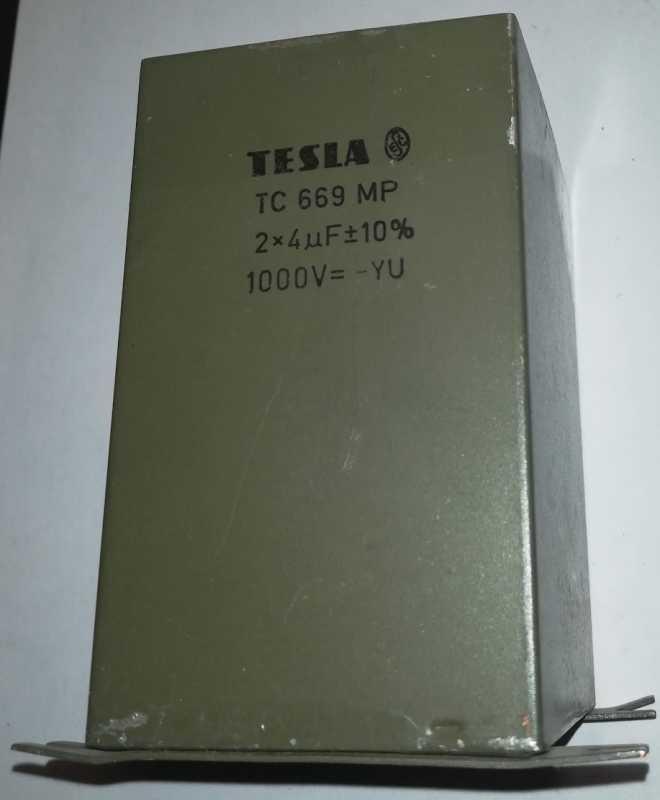 TESLA
TC 669 MP
2×4µF±10%
1000V= -YU